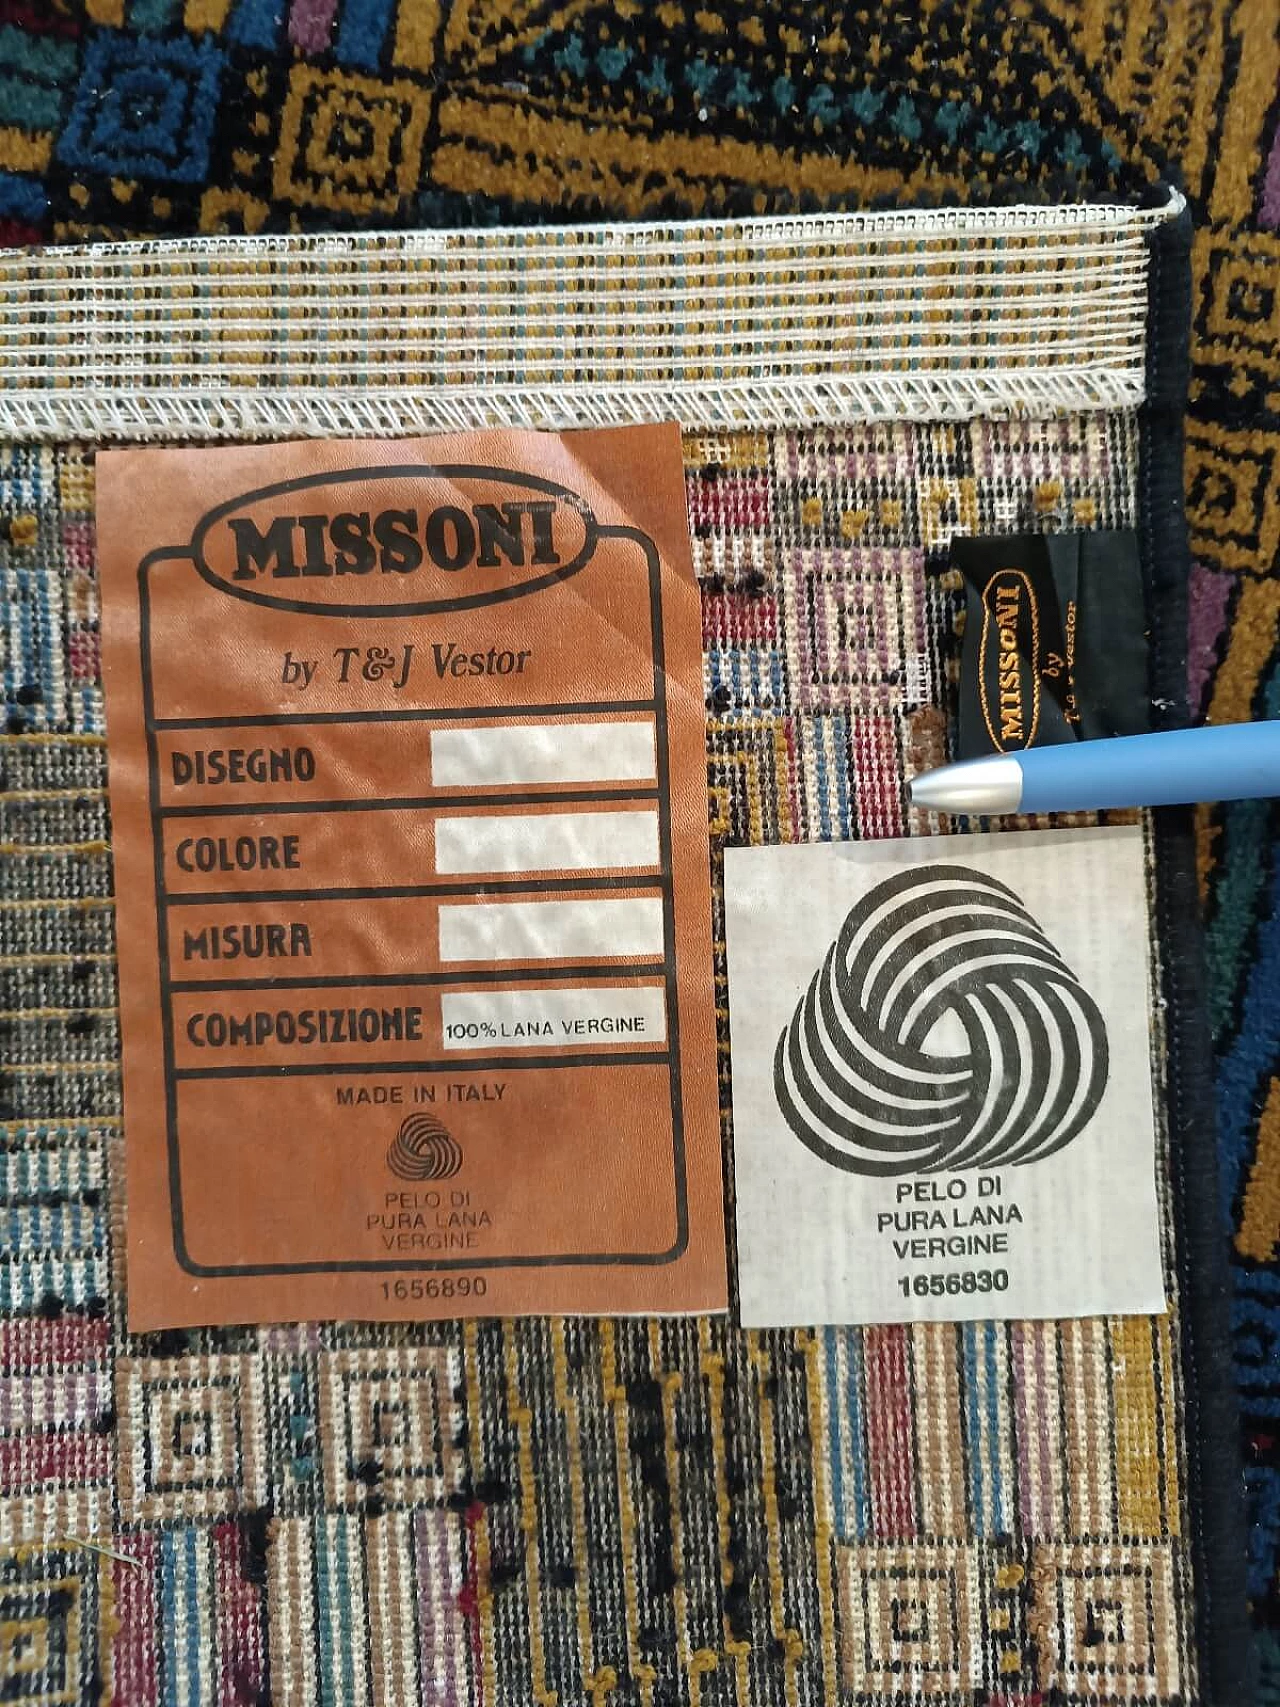 MISSONI
by T&J Vestor
DISEGNO
COLORE
MISURA
COMPOSIZIONE 100% LANA VERGINE
MADE IN ITALY
PELO DI
PURA LANA
VERGINE
1656890
MISSONI
by
Vestor
PELO DI
PURA LANA
VERGINE
1656830